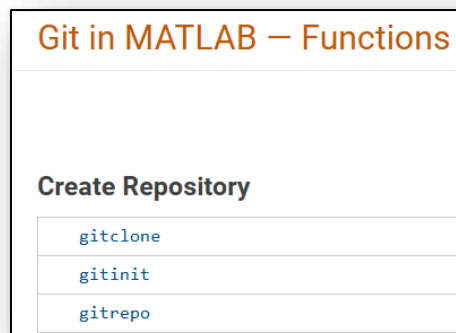 Git in MATLAB — Functions
Create Repository
gitclone
gitinit
gitrepo